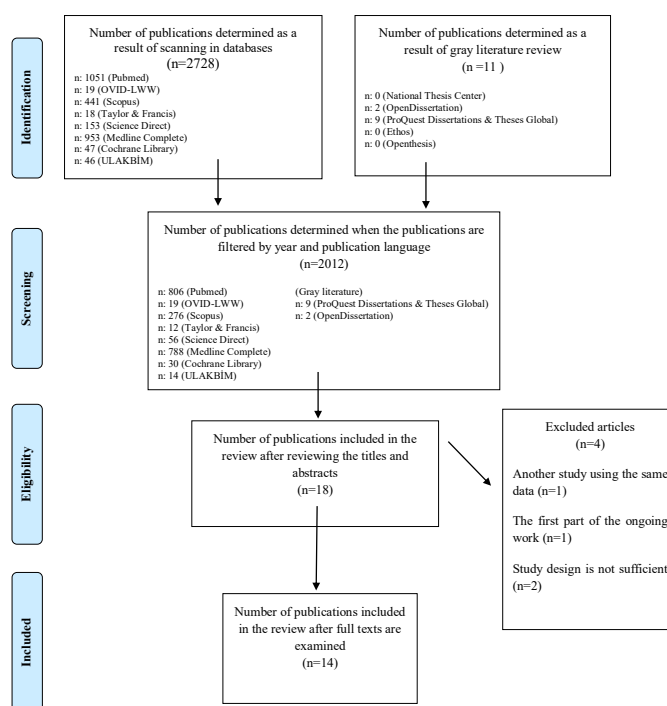 Identification
Number of publications determined as a
result of scanning in databases
(n=2728)
n: 1051 (Pubmed)
n: 19 (OVID-LWW)
n: 441 (Scopus)
n: 18 (Taylor & Francis)
n: 153 (Science Direct)
n: 953 (Medline Complete)
n: 47 (Cochrane Library)
n: 46 (ULAKBİM)
Number of publications determined as
a result of gray literature review
(n =11 )
n: 0 (National Thesis Center)
n: 2 (OpenDissertation)
n: 9 (ProQuest Dissertations & Theses Global)
n: 0 (Ethos)
n: 0 (Openthesis)
Screening
Number of publications determined when the publications are
filtered by year and publication language
(n=2012)
n: 806 (Pubmed)
n: 19 (OVID-LWW)
n: 276 (Scopus)
n: 12 (Taylor & Francis)
n: 56 (Science Direct)
n: 788 (Medline Complete)
n: 30 (Cochrane Library)
n: 14 (ULAKBİM)
(Gray literature)
n: 9 (ProQuest Dissertations & Theses Global)
n: 2 (OpenDissertation)
Eligibility
Number of publications included in the
review after reviewing the titles and
abstracts
(n=18)
Excluded articles
(n=4)
Another study using the same
data (n=1)
The first part of the ongoing
work (n=1)
Study design is not sufficient
(n=2)
Included
Number of publications included
in the review after full texts are
examined
(n=14)